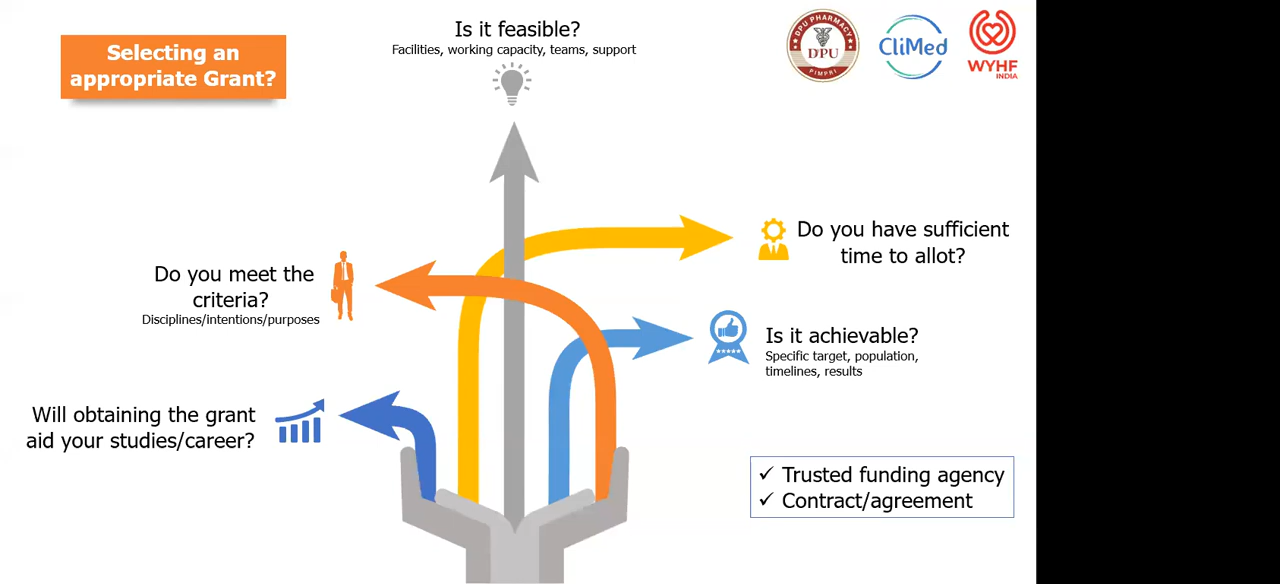 Selecting an
appropriate Grant?
Is it feasible?
Facilities, working capacity, teams, support
DPU PHARMACY
DPU
PIMPRI
CliMed
WYHF
INDIA
Do you have sufficient
time to allot?
Do you meet the
criteria?
Disciplines/intentions/purposes
Is it achievable?
Specific target, population,
timelines, results
Will obtaining the grant
aid your studies/career?
✓ Trusted funding agency
✓ Contract/agreement